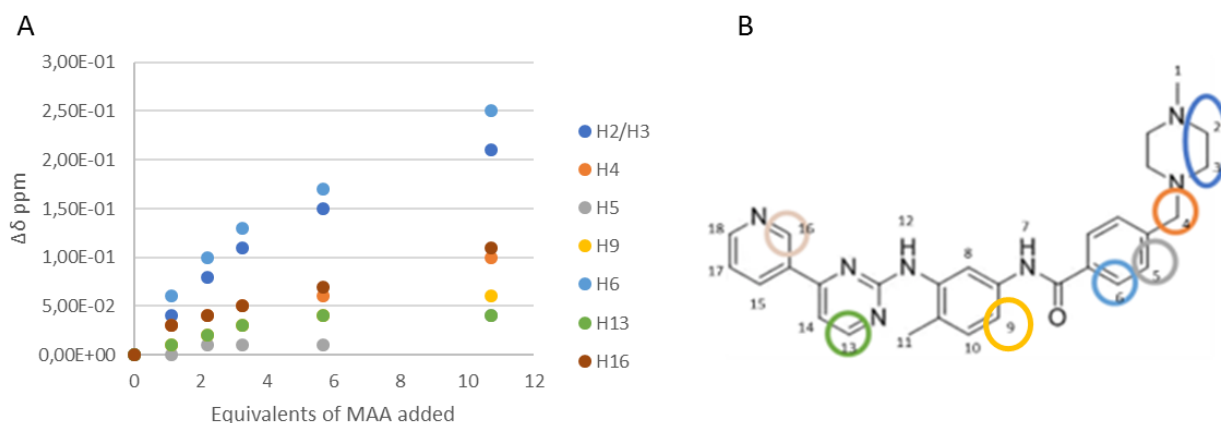 A
B
3,00E-01
2,50E-01
2,00E-01
1,50E-01
1,00E-01
5,00E-02
0,00E+00
Δδ ppm
0 2 4 6 8 10 12
Equivalents of MAA added
H2/H3
H4
H5
H9
H6
H13
H16
1
N
2
3
N
4
12
7
N
18
16
H
H
8
5
17
N
N
N
6
15
N
O
14
9
13
11
10